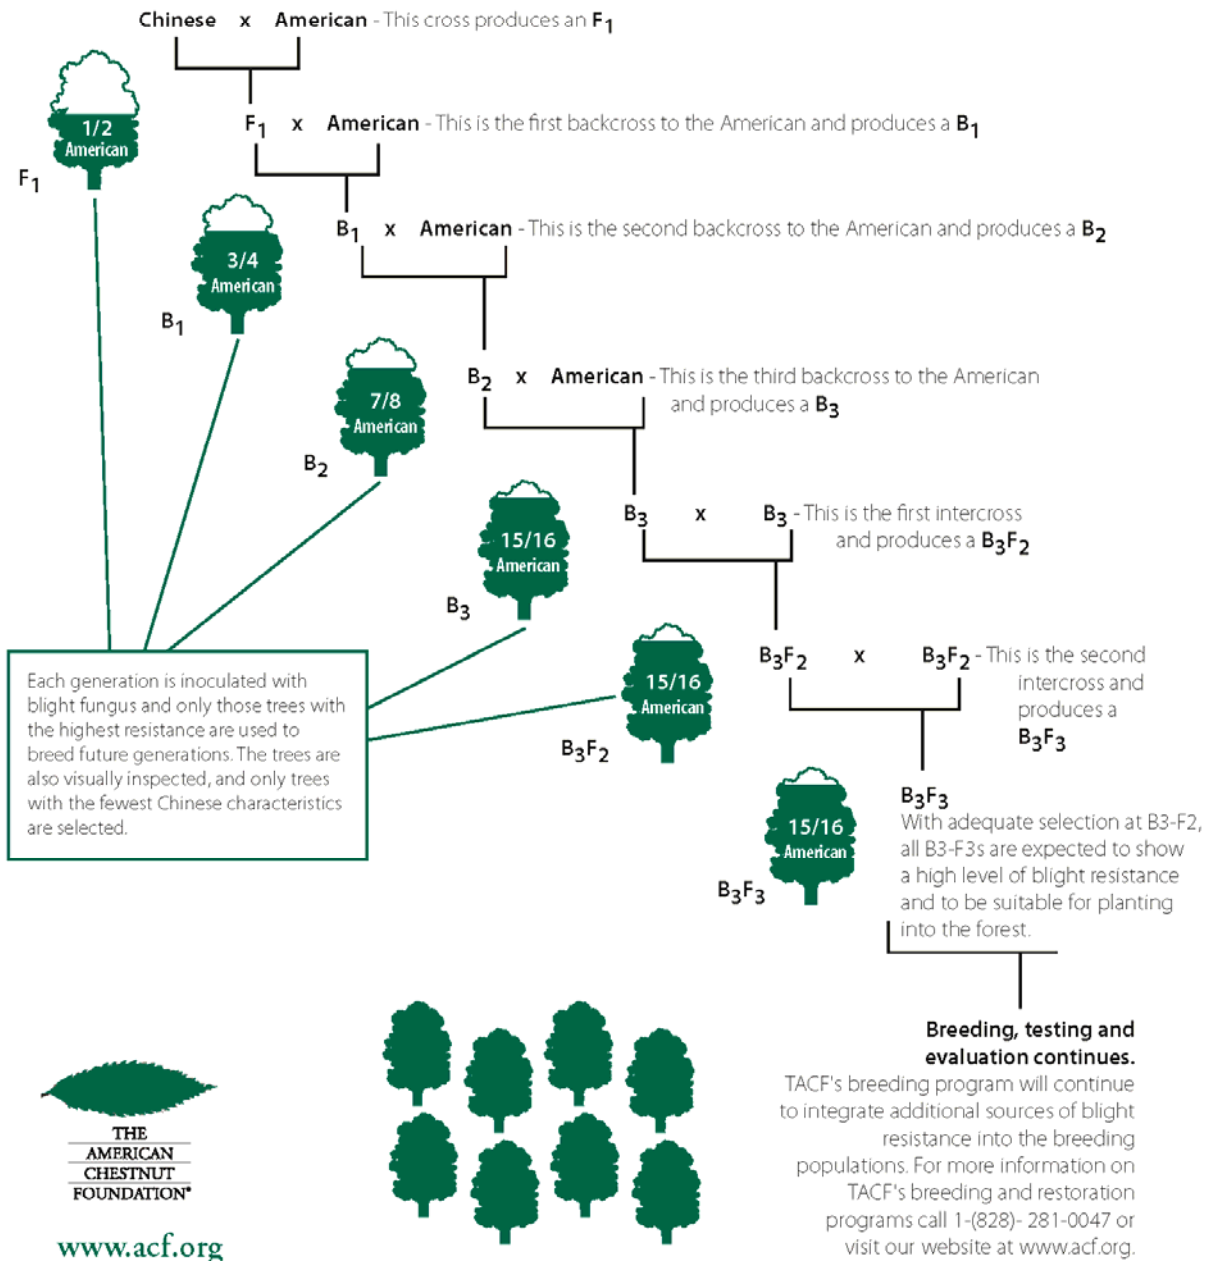 Chinese x American - This cross produces an F1
1/2
American
F1
F1 x American - This is the first backcross to the American and produces a B1
3/4
American
B1
B1 x American - This is the second backcross to the American and produces a B2
7/8
American
B2
B2 x American - This is the third backcross to the American
and produces a B3
15/16
American
B3
B3 x B3 - This is the first intercross
and produces a B3F2
15/16
American
B3F2
B3F2 x B3F2 - This is the second
intercross and
produces a
B3F3
Each generation is inoculated with
blight fungus and only those trees with
the highest resistance are used to
breed future generations. The trees are
also visually inspected, and only trees
with the fewest Chinese characteristics
are selected.
15/16
American
B3F3
B3F3
With adequate selection at B3-F2,
all B3-F3s are expected to show
a high level of blight resistance
and to be suitable for planting
into the forest.
Breeding, testing and
evaluation continues.
TACF's breeding program will continue
to integrate additional sources of blight
resistance into the breeding
populations. For more information on
TACF's breeding and restoration
programs call 1-(828)- 281-0047 or
visit our website at www.acf.org.
THE
AMERICAN
CHESTNUT
FOUNDATION®
www.acf.org